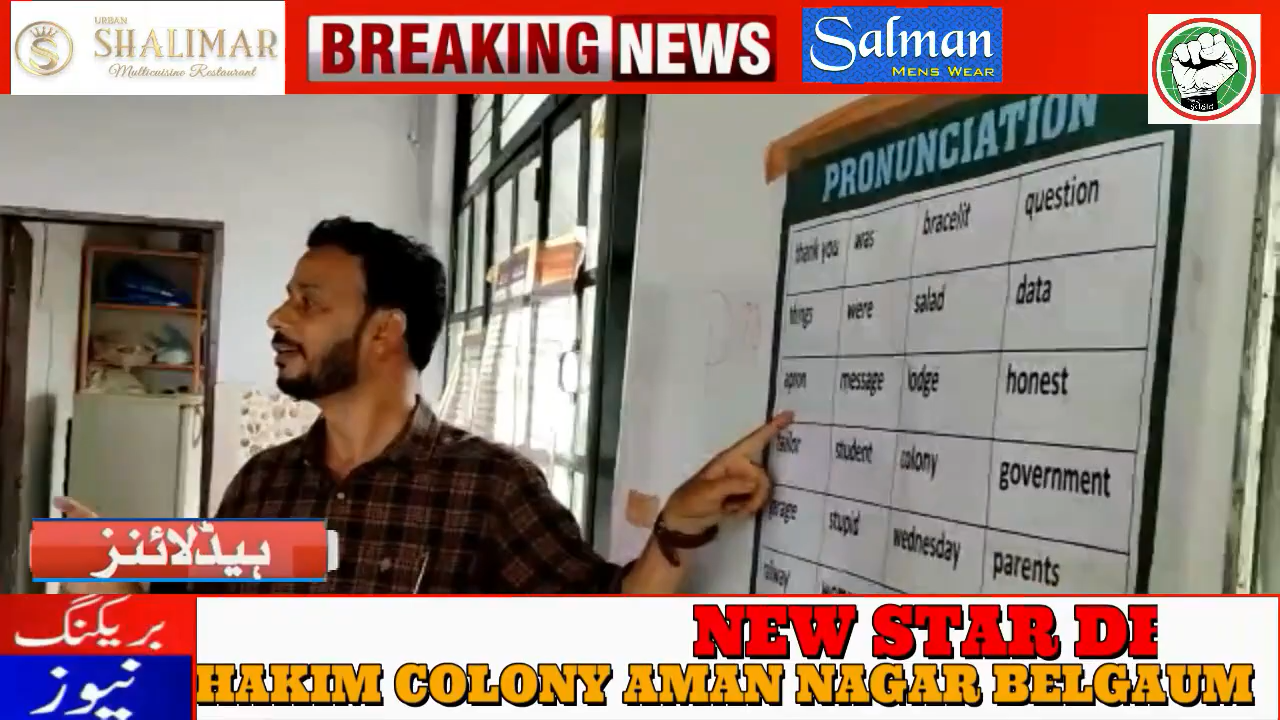 URBAN
SHALIMAR
Multicuisine Restaurant
BREAKING NEWS
Salman
MENS WEAR
PRONUNCIATION
thank you was bracelit question
things were salad data
apron message lodge honest
tailor student colony government
stupid wednesday parents
railway
ہیڈلائنز
بریکنگ
نیوز
NEW STAR DE
HAKIM COLONY AMAN NAGAR BELGAUM